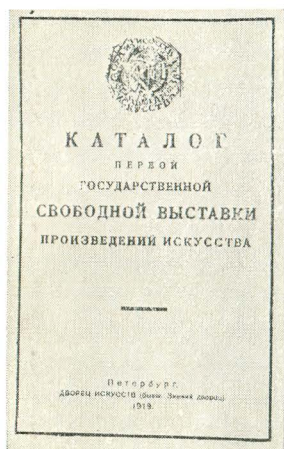 КАТАЛОГ
ПЕРВОЙ
ГОСУДАРСТВЕННОЙ
СВОБОДНОЙ ВЫСТАВКИ
ПРОИЗВЕДЕНИЙ ИСКУССТВА
Петербург.
ДВОРЕЦ ИСКУССТВ (бывш. Зимний дворец)
1919.